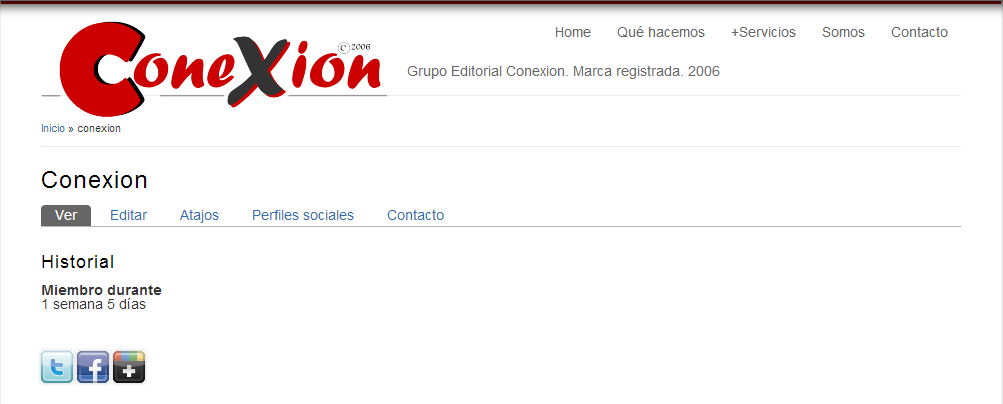 ConeXion
© 2006
Home Qué hacemos +Servicios Somos Contacto
Grupo Editorial Conexion. Marca registrada. 2006
Inicio » conexion
Conexion
Ver Editar Atajos Perfiles sociales Contacto
Historial
Miembro durante
1 semana 5 días
t f +